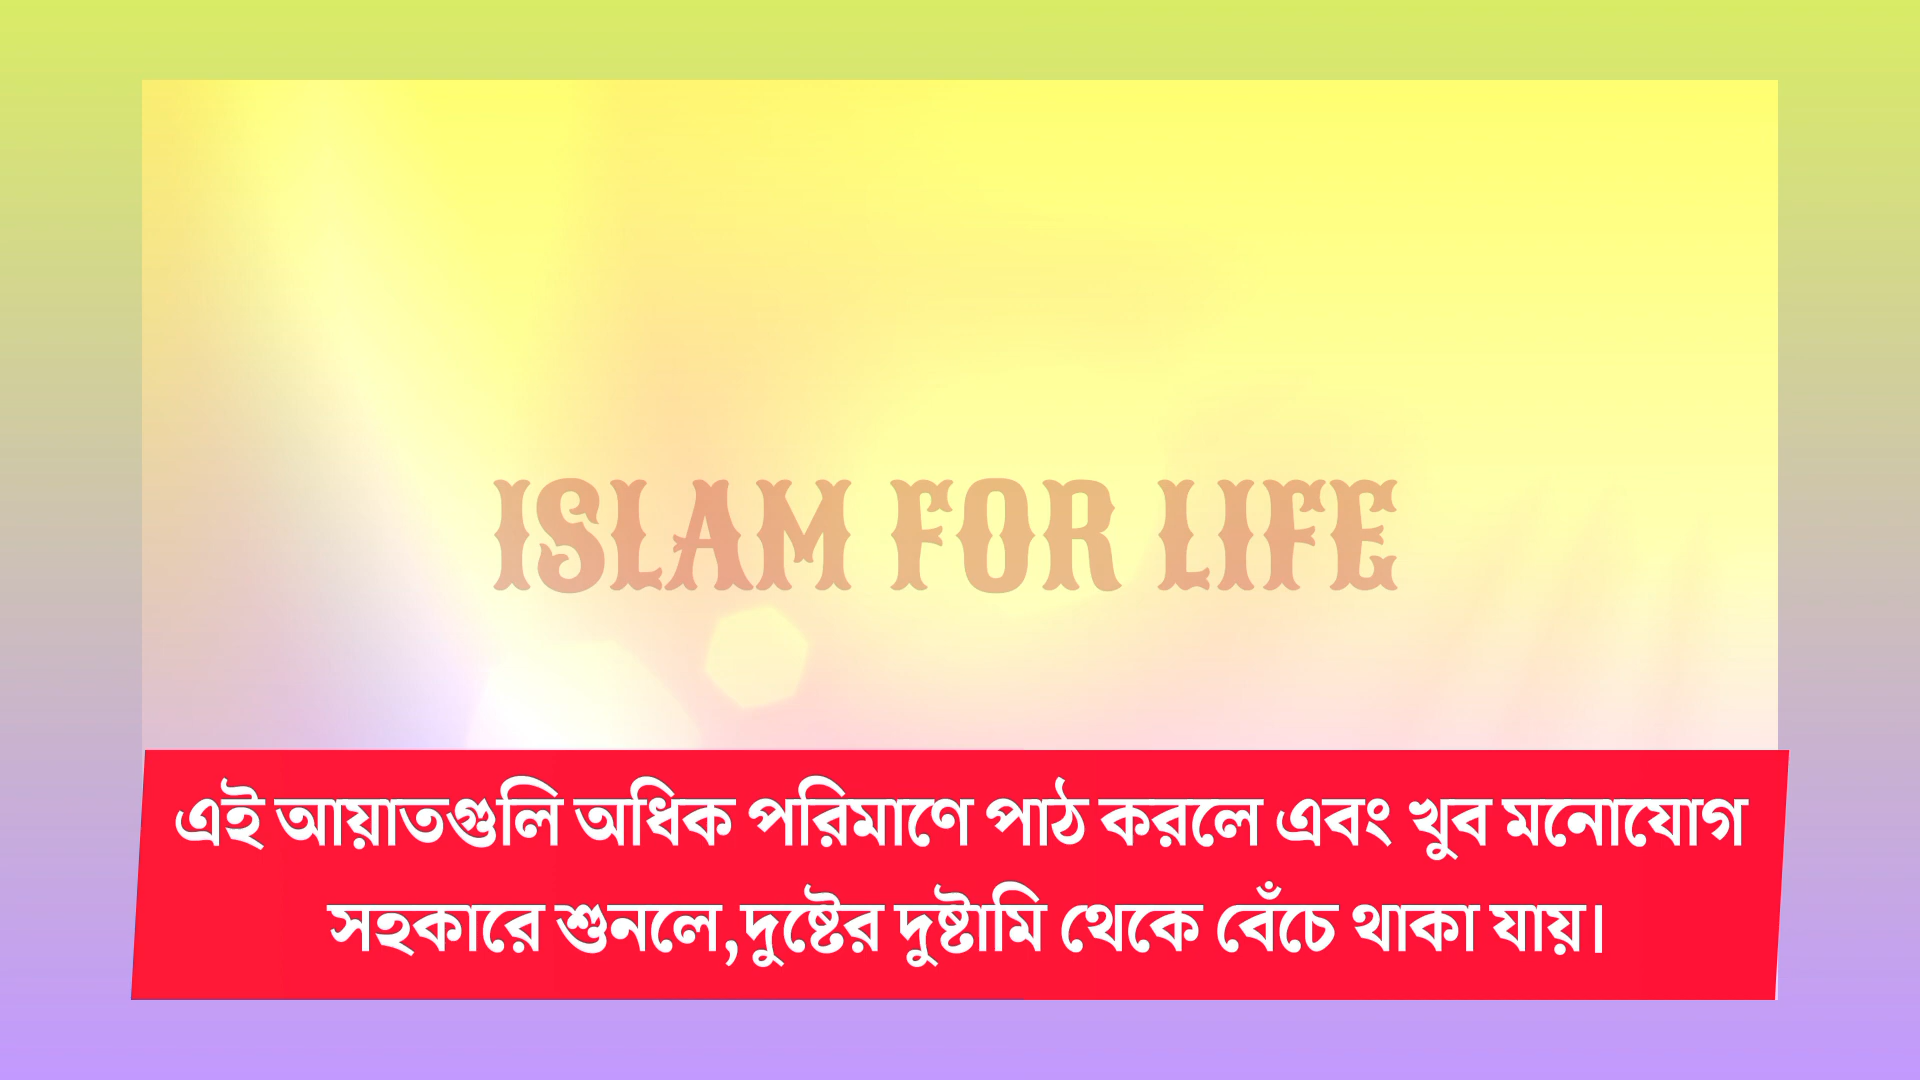 ISLAM FOR LIFE
এই আয়াতগুলি অধিক পরিমাণে পাঠ করলে এবং খুব মনোযোগ
সহকারে শুনলে,দুষ্টের দুষ্টামি থেকে বেঁচে থাকা যায়।